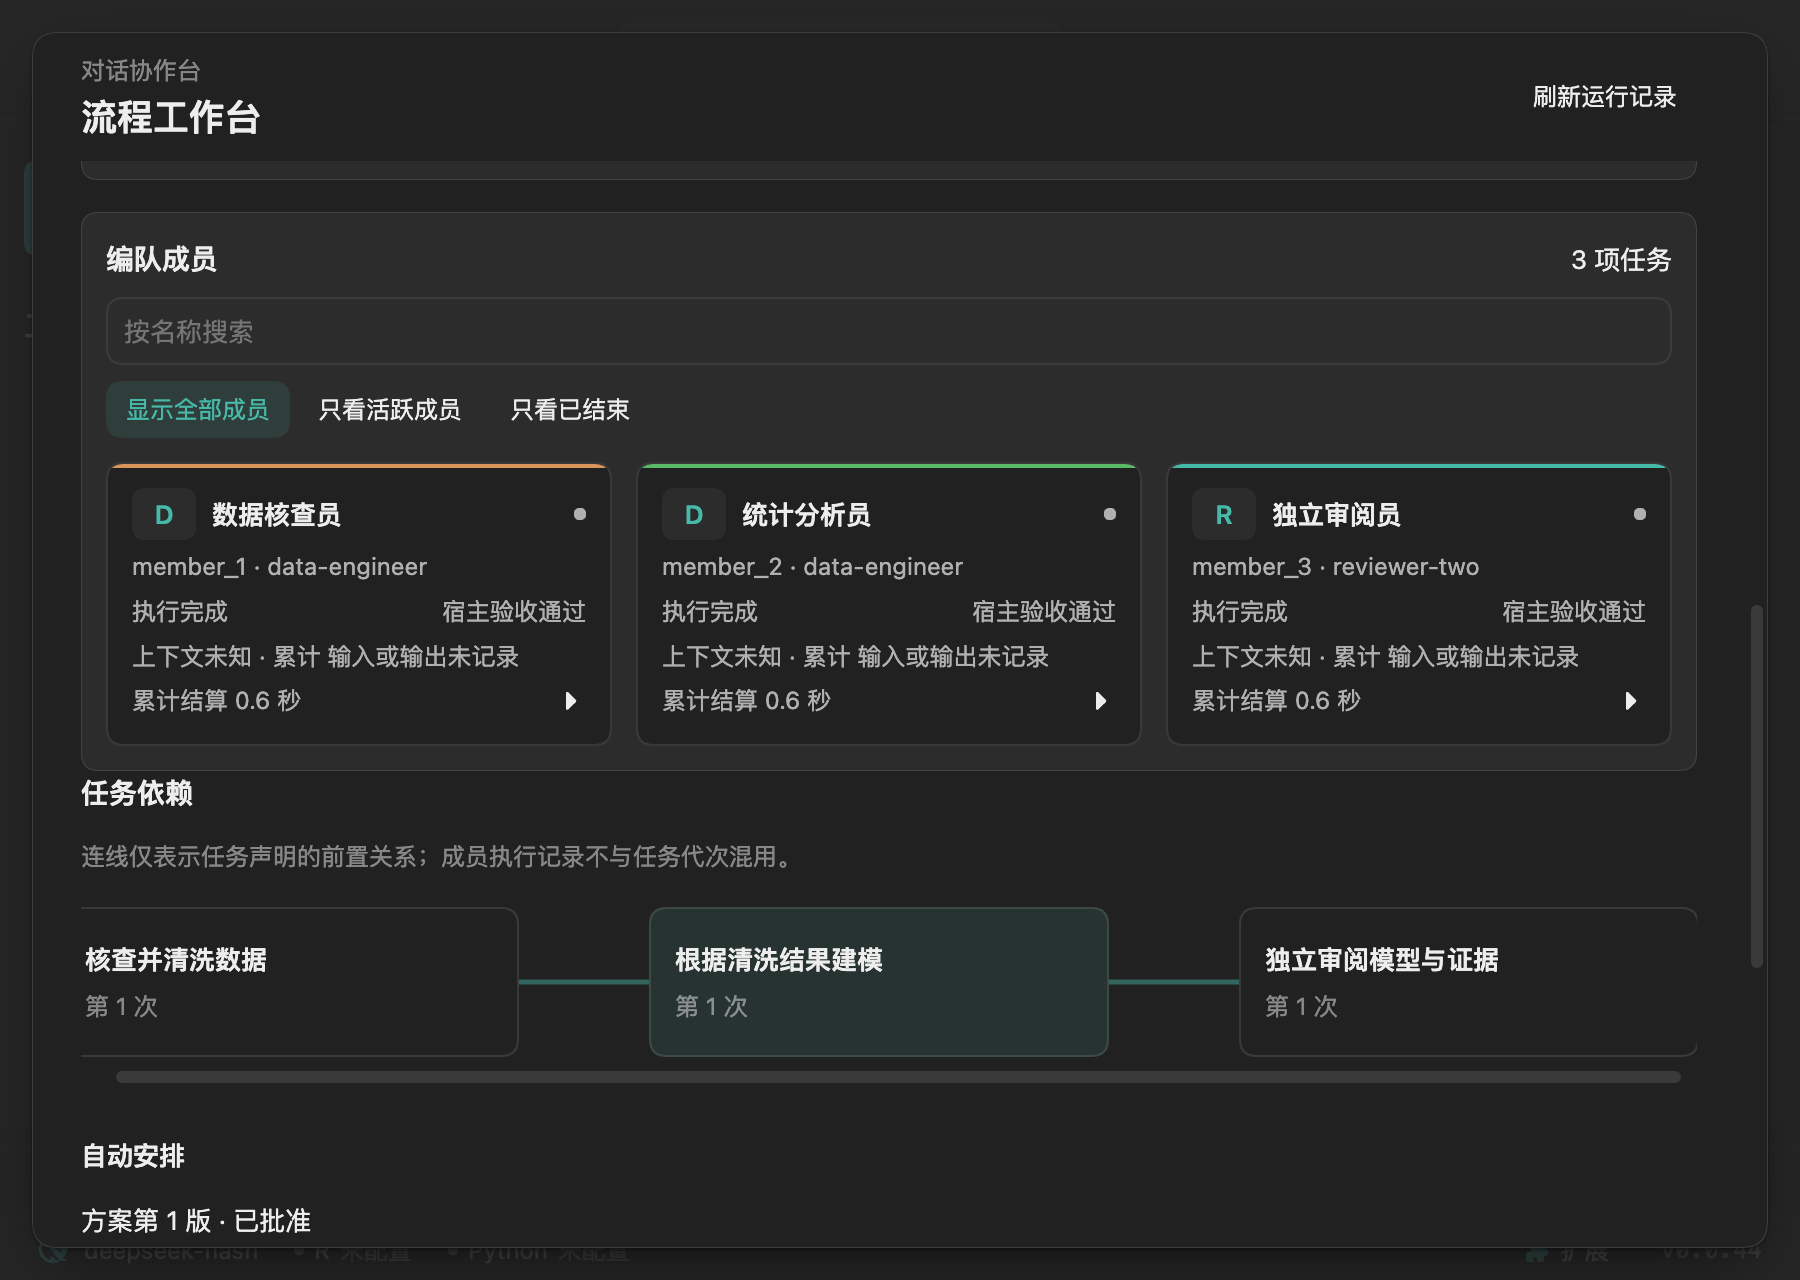 对话协作台
流程工作台
刷新运行记录
编队成员
3 项任务
按名称搜索
显示全部成员
只看活跃成员
只看已结束
D 数据核查员
member_1 · data-engineer
执行完成
宿主验收通过
上下文未知 · 累计 输入或输出未记录
累计结算 0.6 秒
D 统计分析员
member_2 · data-engineer
执行完成
宿主验收通过
上下文未知 · 累计 输入或输出未记录
累计结算 0.6 秒
R 独立审阅员
member_3 · reviewer-two
执行完成
宿主验收通过
上下文未知 · 累计 输入或输出未记录
累计结算 0.6 秒
任务依赖
连线仅表示任务声明的前置关系；成员执行记录不与任务代次混用。
核查并清洗数据
第 1 次
根据清洗结果建模
第 1 次
独立审阅模型与证据
第 1 次
自动安排
方案第 1 版 · 已批准
R 未配置
Python 未配置
扩展
v0.0.44